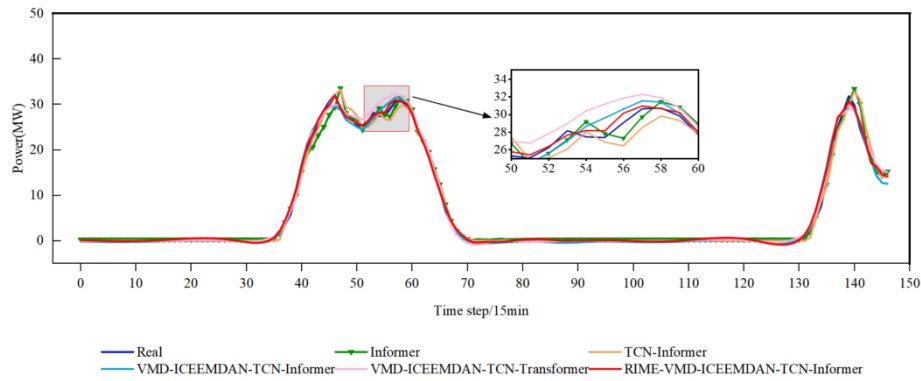 50
40
30
20
10
0
Power(MW)
34
32
30
28
26
50 52 54 56 58 60
0 10 20 30 40 50 60 70 80 90 100 110 120 130 140 150
Time step/15min
Real Informer TCN-Informer
VMD-ICEEMDAN-TCN-Informer VMD-ICEEMDAN-TCN-Transformer RIME-VMD-ICEEMDAN-TCN-Informer